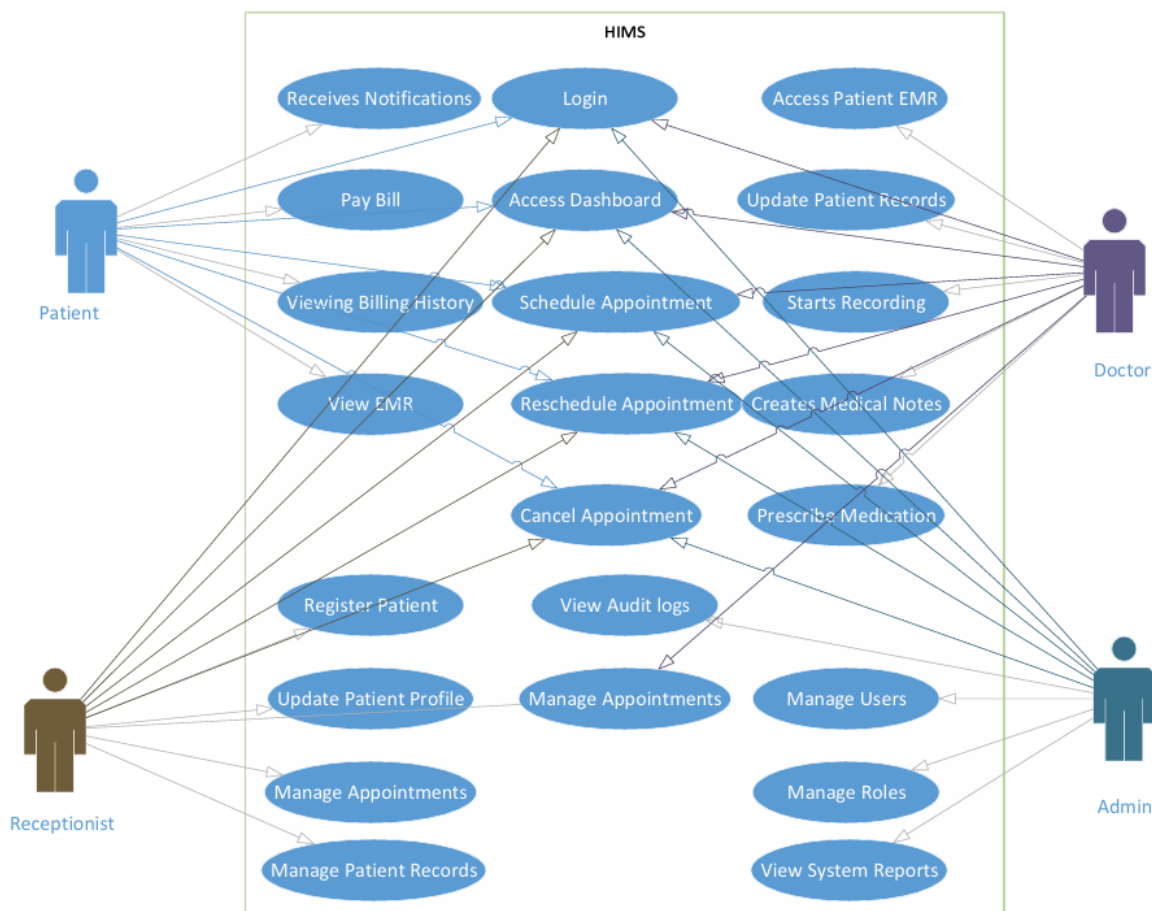 HIMS
Receives Notifications
Login
Access Patient EMR
Pay Bill
Access Dashboard
Update Patient Records
Patient
Viewing Billing History
Schedule Appointment
Starts Recording
Doctor
View EMR
Reschedule Appointment
Creates Medical Notes
Cancel Appointment
Prescribe Medication
Register Patient
View Audit logs
Update Patient Profile
Manage Appointments
Manage Users
Receptionist
Manage Appointments
Manage Roles
Admin
Manage Patient Records
View System Reports